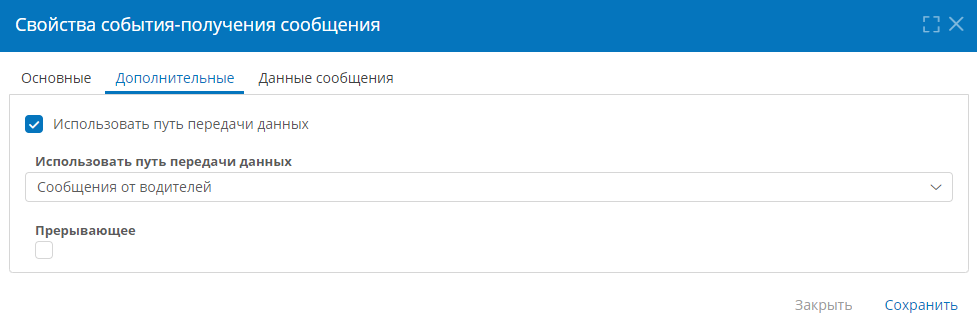 Свойства события-получения сообщения
Основные Дополнительные Данные сообщения
Использовать путь передачи данных
Использовать путь передачи данных
Сообщения от водителей
Прерывающее
Закрыть Сохранить